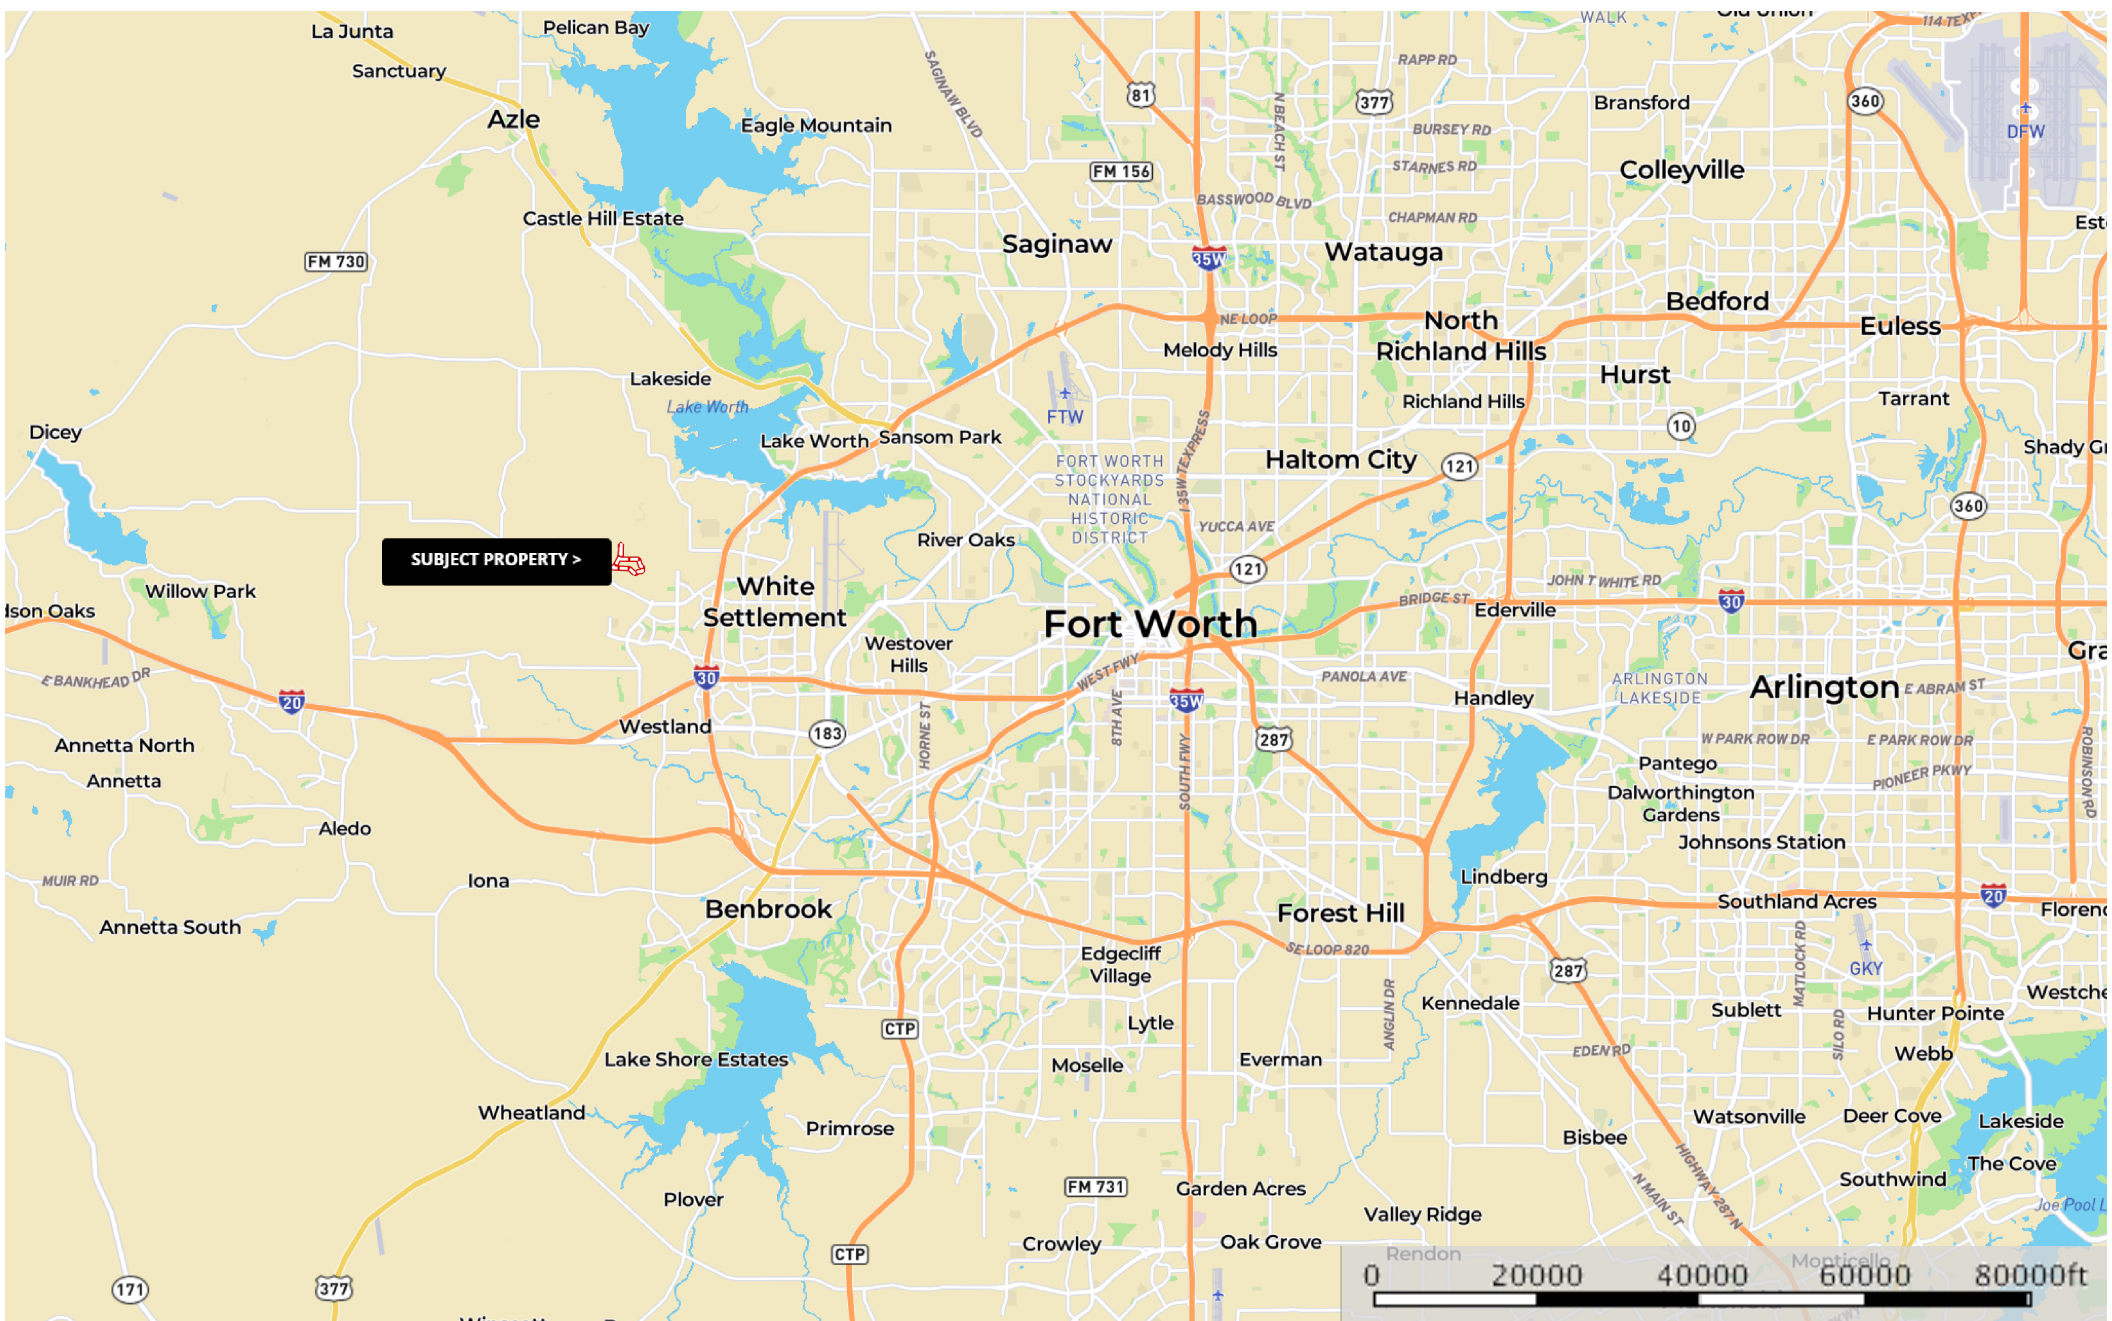 La Junta
Pelican Bay
WALK
Sanctuary
RAPP RD
81
377
Bransford
360
Azle
Eagle Mountain
SAGINAW BLVD
N BEACH ST
BURSEY RD
DFW
FM 156
STARNES RD
Colleyville
BASSWOOD BLVD
CHAPMAN RD
Castle Hill Estate
Saginaw
35W
Watauga
FM 730
Bedford
NE LOOP
North
Richland Hills
Euless
Melody Hills
Lakeside
Hurst
Lake Worth
FTW
Richland Hills
Tarrant
Dicey
Lake Worth
Sansom Park
10
I 35W TEXPRESS
Haltom City
121
Shady Gr
FORT WORTH
STOCKYARDS
NATIONAL
HISTORIC
DISTRICT
360
YUCCA AVE
River Oaks
SUBJECT PROPERTY >
121
Willow Park
White
Settlement
JOHN T WHITE RD
BRIDGE ST
Ederville
30
dson Oaks
Fort Worth
Westover
Hills
E BANKHEAD DR
30
WEST FWY
PANOLA AVE
ARLINGTON
LAKESIDE
Arlington
E ABRAM ST
20
35W
8TH AVE
Handley
Westland
183
HORNE ST
287
Annetta North
W PARK ROW DR
E PARK ROW DR
ROBINSON RD
Annetta
SOUTH FWY
Pantego
PIONEER PKWY
Dalworthington
Gardens
Aledo
Johnsons Station
MUIR RD
Iona
Lindberg
Benbrook
Forest Hill
Southland Acres
20
Annetta South
SE LOOP 820
MATLOCK RD
Edgecliff
Village
287
GKY
ANGLIN DR
Kennedale
Sublett
Hunter Pointe
CTP
Lytle
SILO RD
Lake Shore Estates
Moselle
Everman
EDEN RD
Webb
Wheatland
Primrose
Watsonville
Deer Cove
Lakeside
Bisbee
HIGHWAY 287 N
The Cove
Plover
FM 731
Garden Acres
N MAIN ST
Southwind
Joe Pool L
Valley Ridge
Crowley
Oak Grove
CTP
Rendon
Monticello
171
377
0 20000 40000 60000 80000ft